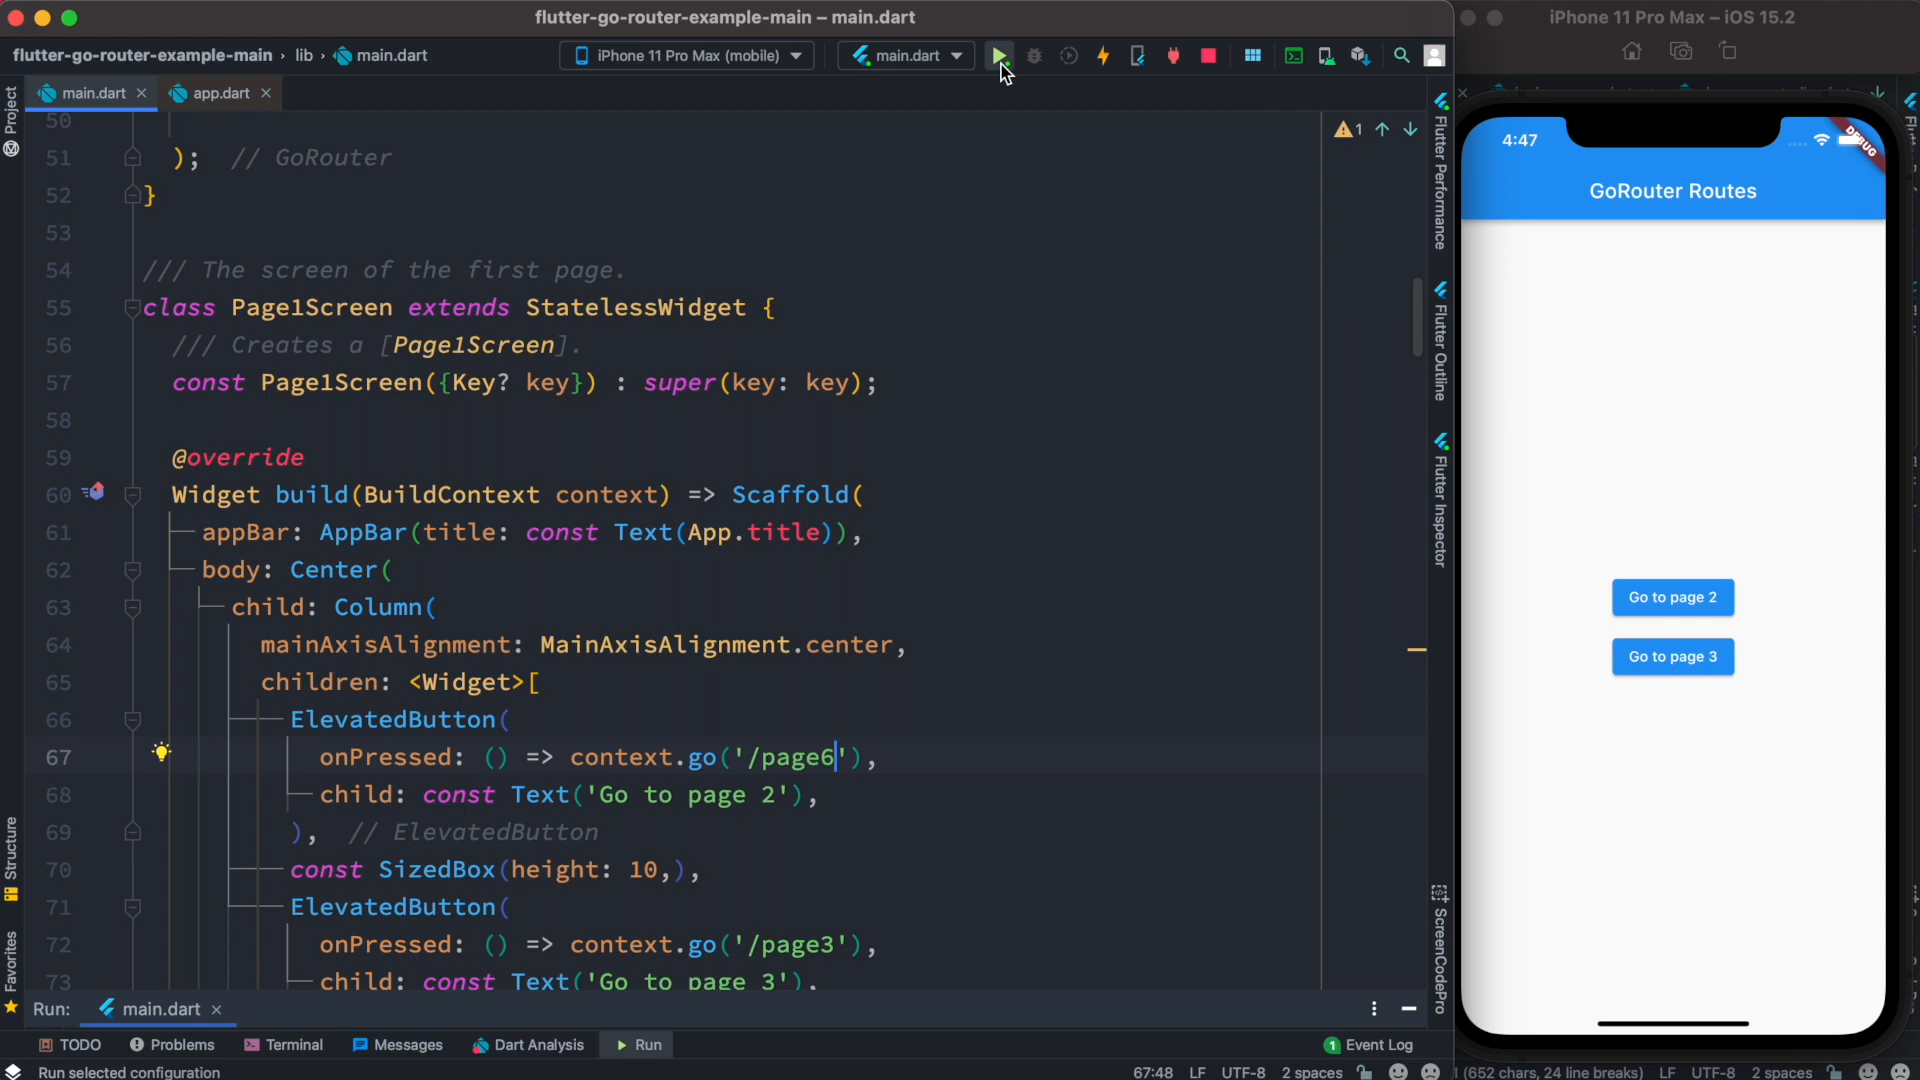 flutter-go-router-example-main – main.dart
flutter-go-router-example-main › lib › main.dart
iPhone 11 Pro Max (mobile)
main.dart
main.dart
app.dart
Project
Structure
Favorites
1
50
51 ); // GoRouter
52 }
53
54 /// The screen of the first page.
55 class Page1Screen extends StatelessWidget {
56 /// Creates a [Page1Screen].
57 const Page1Screen({Key? key}) : super(key: key);
58
59 @override
60 Widget build(BuildContext context) => Scaffold(
61 appBar: AppBar(title: const Text(App.title)),
62 body: Center(
63 child: Column(
64 mainAxisAlignment: MainAxisAlignment.center,
65 children: <Widget>[
66 ElevatedButton(
67 onPressed: () => context.go('/page6'),
68 child: const Text('Go to page 2'),
69 ), // ElevatedButton
70 const SizedBox(height: 10,),
71 ElevatedButton(
72 onPressed: () => context.go('/page3'),
73 child: const Text('Go to page 3'),
Flutter Performance
Flutter Outline
Flutter Inspector
ScreenCodePro
Run:
main.dart
TODO
Problems
Terminal
Messages
Dart Analysis
Run
1 Event Log
Run selected configuration
67:48 LF UTF-8 2 spaces
iPhone 11 Pro Max – iOS 15.2
4:47
DEBUG
GoRouter Routes
Go to page 2
Go to page 3
(652 chars, 24 line breaks) LF UTF-8 2 spaces